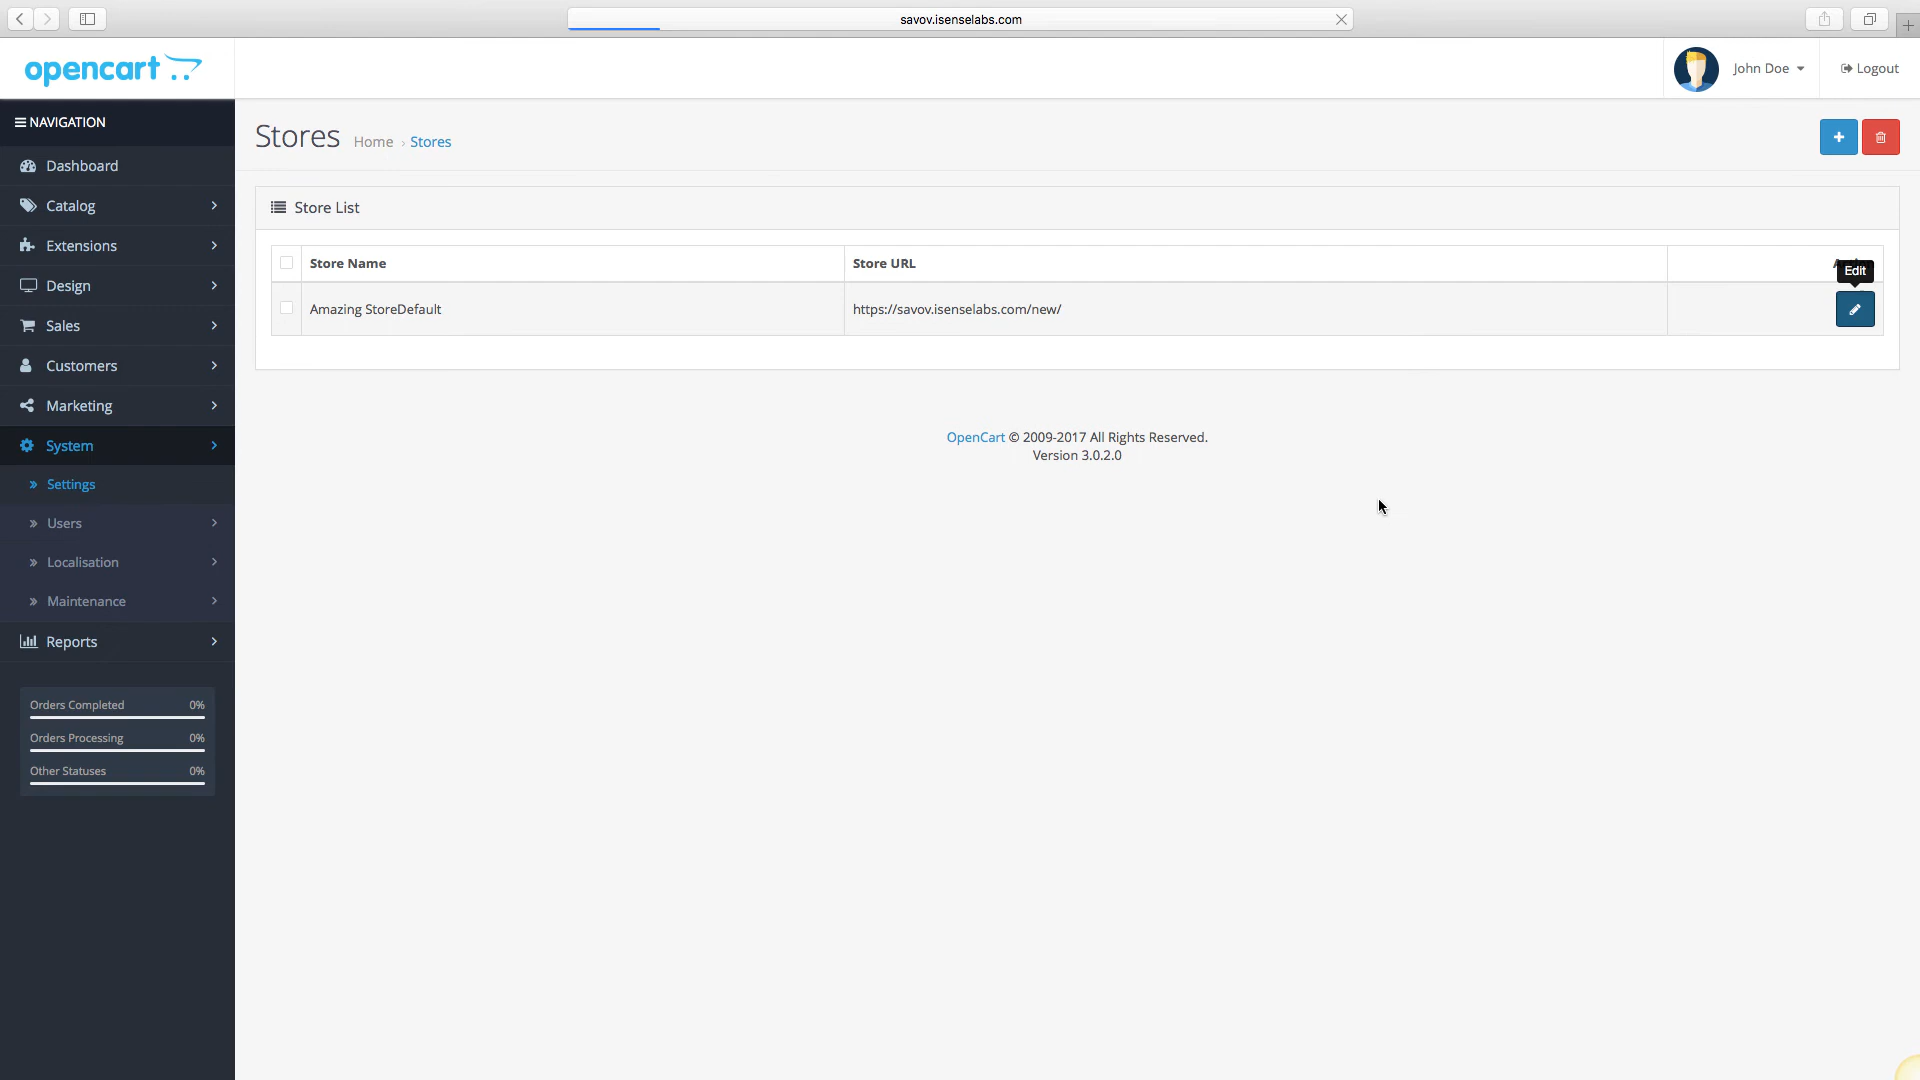 savov.isenselabs.com
opencart
John Doe
Logout
NAVIGATION
Dashboard
Catalog
Extensions
Design
Sales
Customers
Marketing
System
Settings
Users
Localisation
Maintenance
Reports
Orders Completed 0%
Orders Processing 0%
Other Statuses 0%
Stores Home › Stores
Store List
Store Name Store URL
Edit
Amazing StoreDefault https://savov.isenselabs.com/new/
OpenCart © 2009-2017 All Rights Reserved.
Version 3.0.2.0